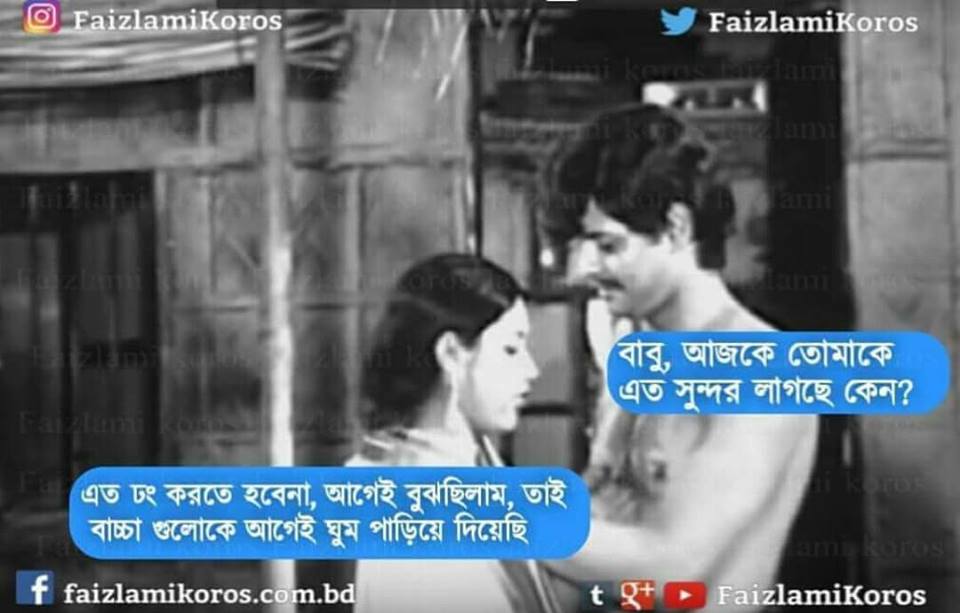 FaizlamiKoros
FaizlamiKoros
বাবু, আজকে তোমাকে
এত সুন্দর লাগছে কেন?
এত ঢং করতে হবেনা, আগেই বুঝছিলাম, তাই
বাচ্চা গুলোকে আগেই ঘুম পাড়িয়ে দিয়েছি
f faizlamikoros.com.bd
t g+ FaizlamiKoros